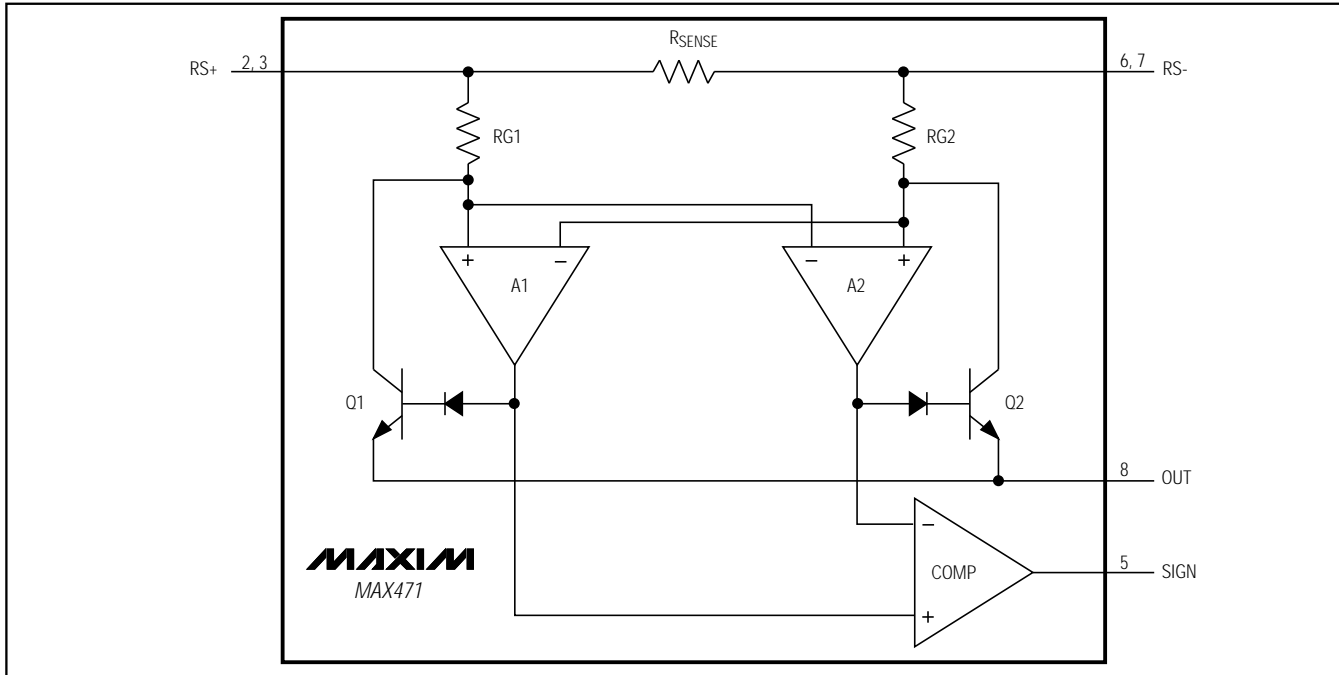 RSENSE
RS+
2, 3
6, 7
RS-
RG1
RG2
+
−
A1
−
+
A2
Q1
Q2
8
OUT
−
COMP
+
5
SIGN
MAXIM
MAX471